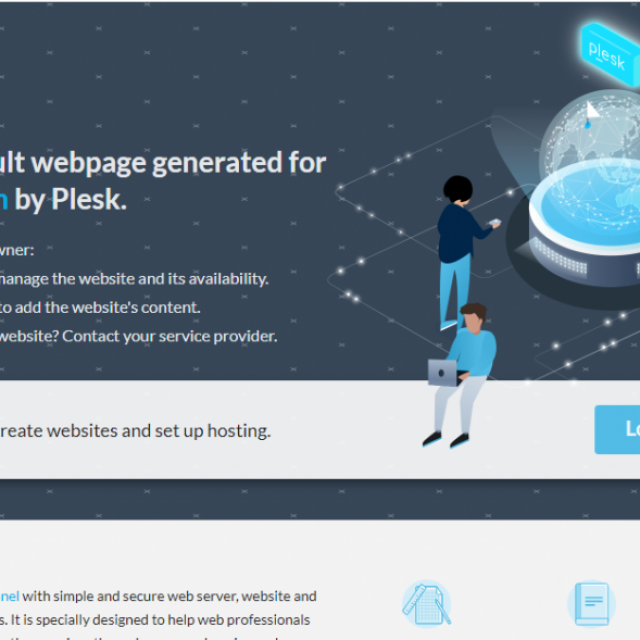 plesk
ult webpage generated for
n by Plesk.
wner:
manage the website and its availability.
to add the website's content.
website? Contact your service provider.
reate websites and set up hosting.
Lo
nel with simple and secure web server, website and
s. It is specially designed to help web professionals